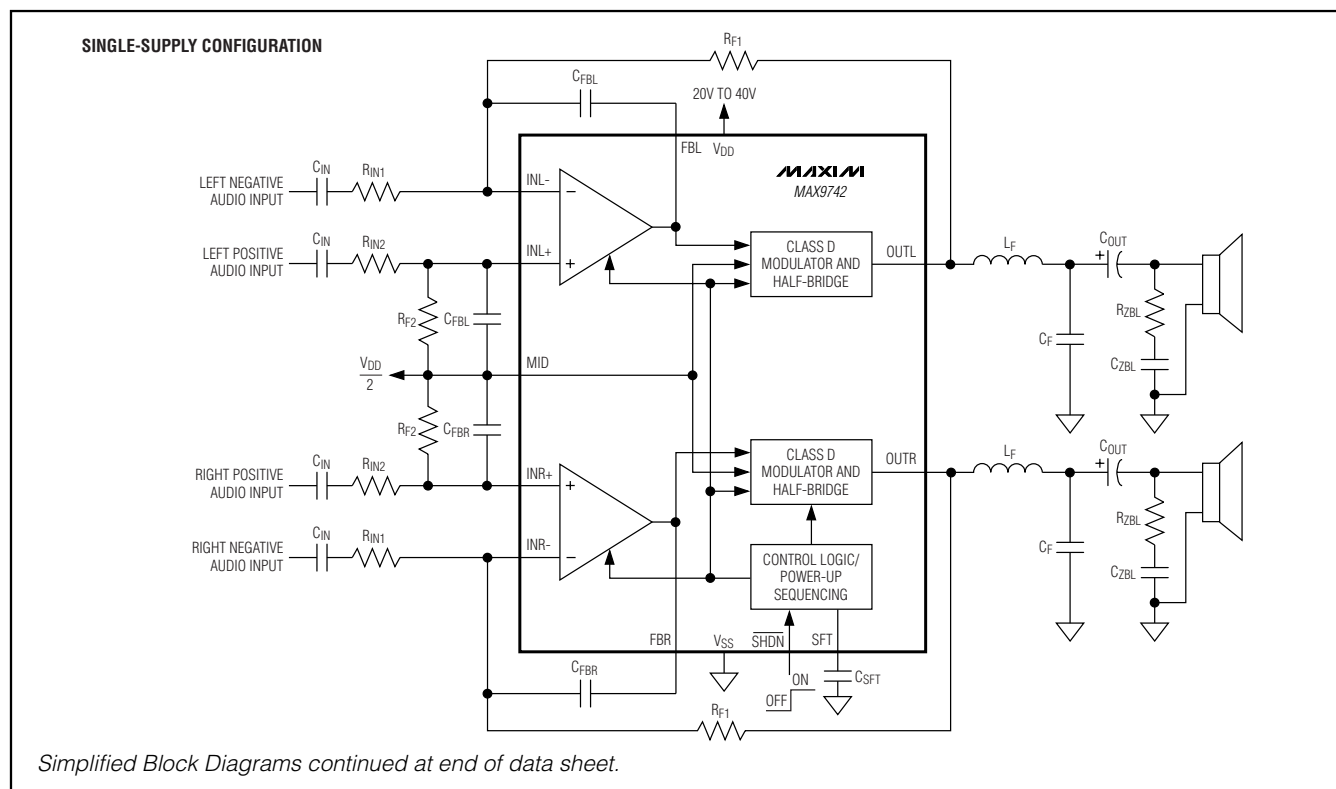 SINGLE-SUPPLY CONFIGURATION
RF1
CFBL
20V TO 40V
FBL
VDD
MAXIM
MAX9742
CIN
RIN1
LEFT NEGATIVE
AUDIO INPUT
INL-
−
CIN
RIN2
LEFT POSITIVE
AUDIO INPUT
INL+
+
CLASS D
MODULATOR AND
HALF-BRIDGE
OUTL
LF
COUT
+
RF2
CFBL
CF
RZBL
CZBL
VDD
2
MID
RF2
CFBR
CIN
RIN2
RIGHT POSITIVE
AUDIO INPUT
INR+
+
CLASS D
MODULATOR AND
HALF-BRIDGE
OUTR
LF
COUT
+
CIN
RIN1
RIGHT NEGATIVE
AUDIO INPUT
INR-
−
CONTROL LOGIC/
POWER-UP
SEQUENCING
CF
RZBL
CZBL
FBR
VSS
SHDN
SFT
CFBR
CSFT
ON
OFF
RF1
Simplified Block Diagrams continued at end of data sheet.